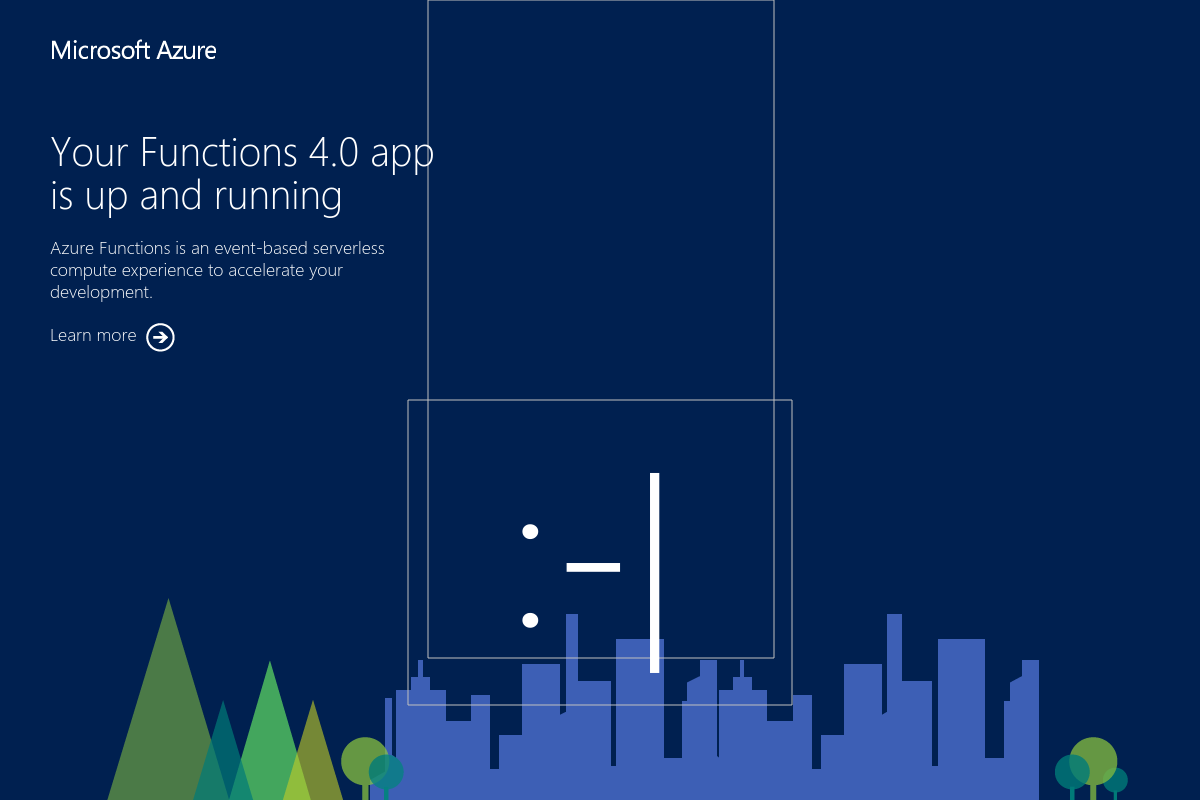 Microsoft Azure
Your Functions 4.0 app
is up and running
Azure Functions is an event-based serverless
compute experience to accelerate your
development.
Learn more
:-|